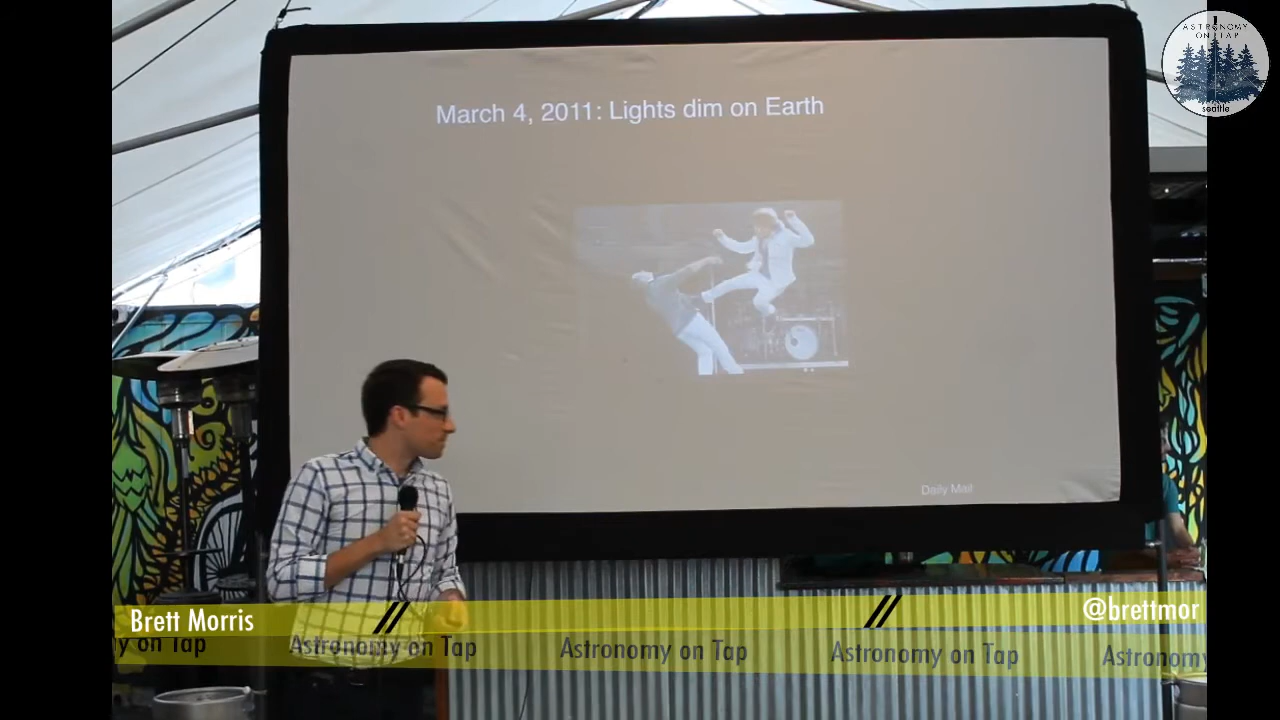 ASTRONOMY
ON TAP
seattle
March 4, 2011: Lights dim on Earth
Daily Mail
Brett Morris // // @brettmor
y on Tap Astronomy on Tap Astronomy on Tap Astronomy on Tap Astronomy